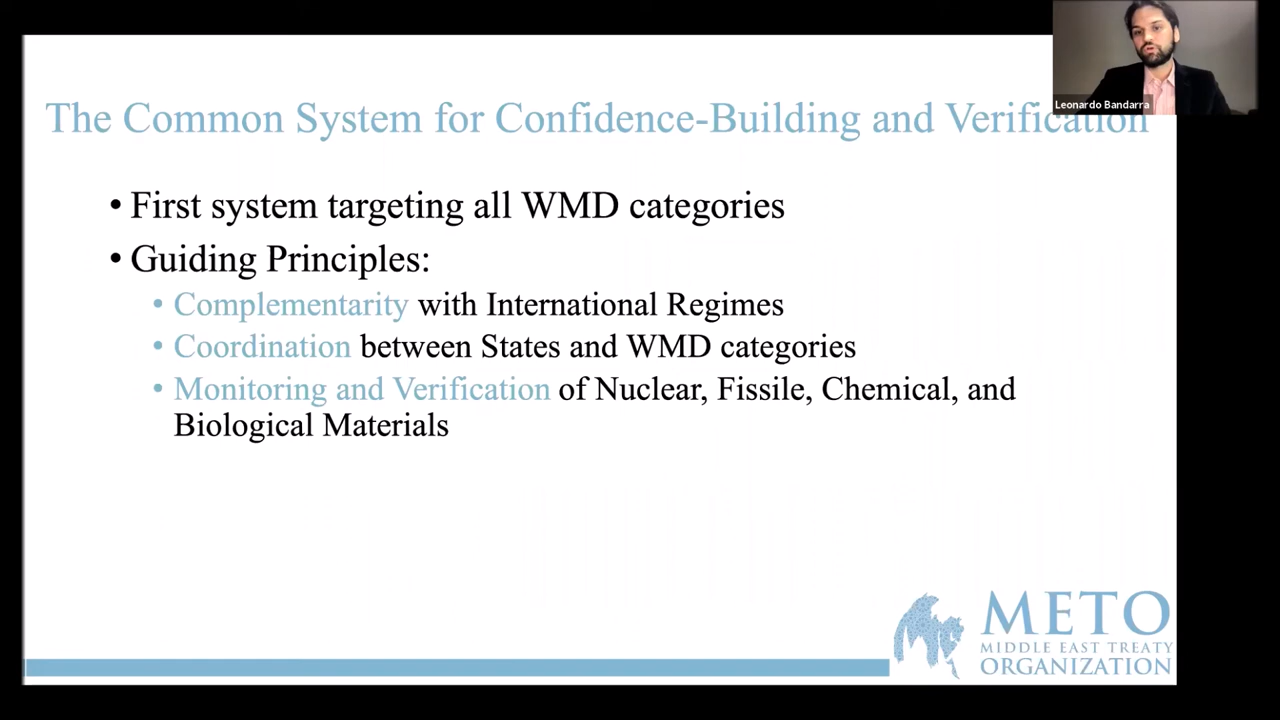 Leonardo Bandarra
The Common System for Confidence-Building and Verification
• First system targeting all WMD categories
• Guiding Principles:
• Complementarity with International Regimes
• Coordination between States and WMD categories
• Monitoring and Verification of Nuclear, Fissile, Chemical, and
Biological Materials
METO
MIDDLE EAST TREATY
ORGANIZATION